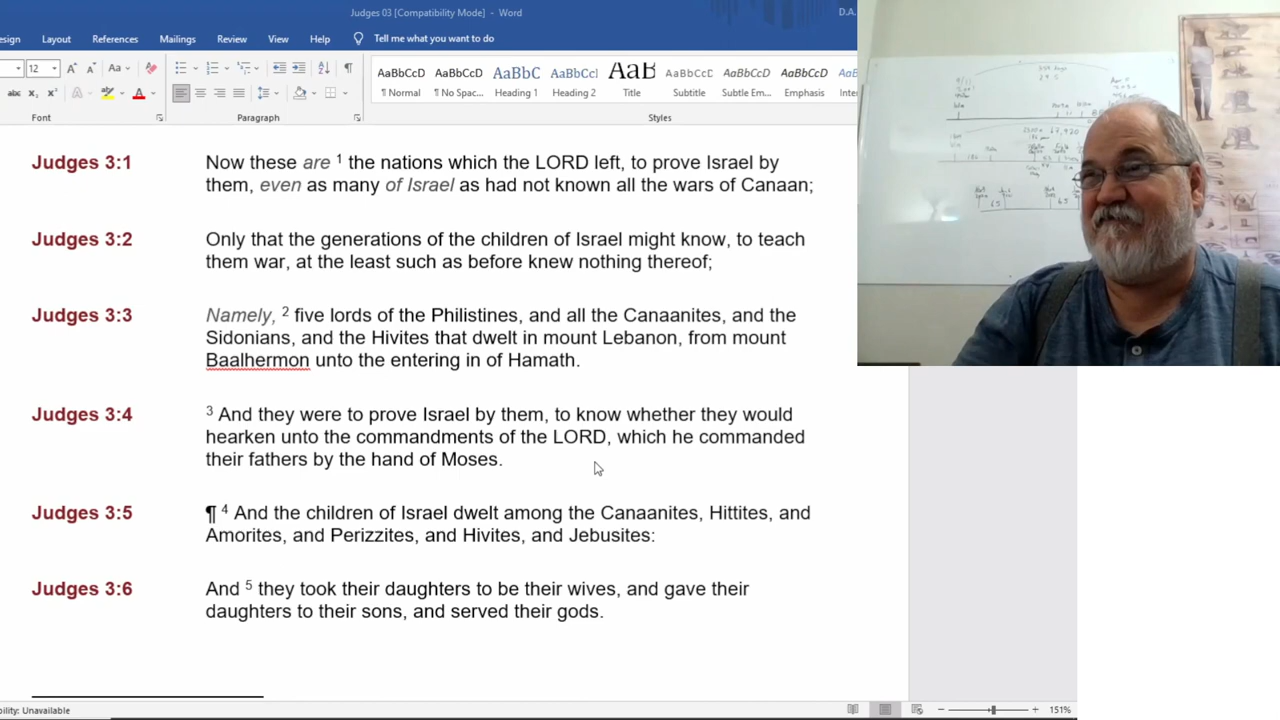 Judges 03 [Compatibility Mode] - Word
D.A.
esign Layout References Mailings Review View Help Tell me what you want to do
12 Aa
abc x₂ x² A A
AaBbCcD AaBbCcD AaBbC AaBbCc AaB AaBbCcD AaBbCcD AaBbCcD AaBb
¶ Normal ¶ No Spac... Heading 1 Heading 2 Title Subtitle Subtle Em... Emphasis Inte
Font Paragraph Styles
Judges 3:1 Now these are 1 the nations which the LORD left, to prove Israel by
them, even as many of Israel as had not known all the wars of Canaan;
Judges 3:2 Only that the generations of the children of Israel might know, to teach
them war, at the least such as before knew nothing thereof;
Judges 3:3 Namely, 2 five lords of the Philistines, and all the Canaanites, and the
Sidonians, and the Hivites that dwelt in mount Lebanon, from mount
Baalhermon unto the entering in of Hamath.
Judges 3:4 3 And they were to prove Israel by them, to know whether they would
hearken unto the commandments of the LORD, which he commanded
their fathers by the hand of Moses.
Judges 3:5 ¶ 4 And the children of Israel dwelt among the Canaanites, Hittites, and
Amorites, and Perizzites, and Hivites, and Jebusites:
Judges 3:6 And 5 they took their daughters to be their wives, and gave their
daughters to their sons, and served their gods.
bility: Unavailable
151%